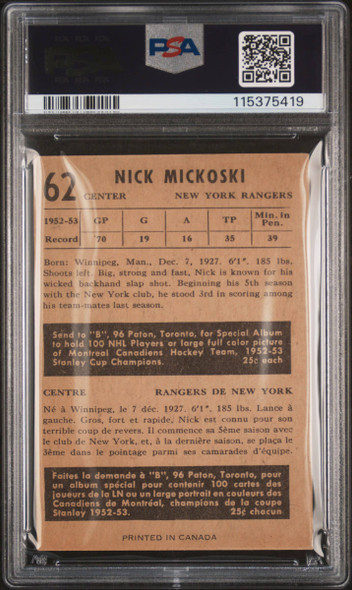 PSA
115375419
62 NICK MICKOSKI
CENTER NEW YORK RANGERS
1952-53 GP G A TP Min. in Pen.
Record 70 19 16 35 39
Born: Winnipeg, Man., Dec. 7, 1927. 6'1". 185 lbs.
Shoots left. Big, strong and fast, Nick is known for his
wicked backhand slap shot. Beginning his 5th season
with the New York club, he stood 3rd in scoring among
his team-mates last season.
Send to "B", 96 Paton, Toronto, for Special Album
to hold 100 NHL Players or large full color picture
of Montreal Canadiens Hockey Team, 1952-53
Stanley Cup Champions. 25¢ each
CENTRE RANGERS DE NEW YORK
Né à Winnipeg, le 7 déc. 1927. 6'1". 185 lbs. Lance à
gauche. Gros, fort et rapide, Nick est connu pour son
terrible coup de revers. Il commence sa 5ème saison avec
le club de New York, et, à la dernière saison, se plaça le
3ème dans le pointage parmi ses camarades d'équipe.
Faites la demande à "B", 96 Paton, Toronto, pour
un album spécial pour contenir 100 cartes des
joueurs de la LN ou un large portrait en couleurs des
Canadiens de Montréal, champions de la coupe
Stanley 1952-53. 25¢ chacun
PRINTED IN CANADA